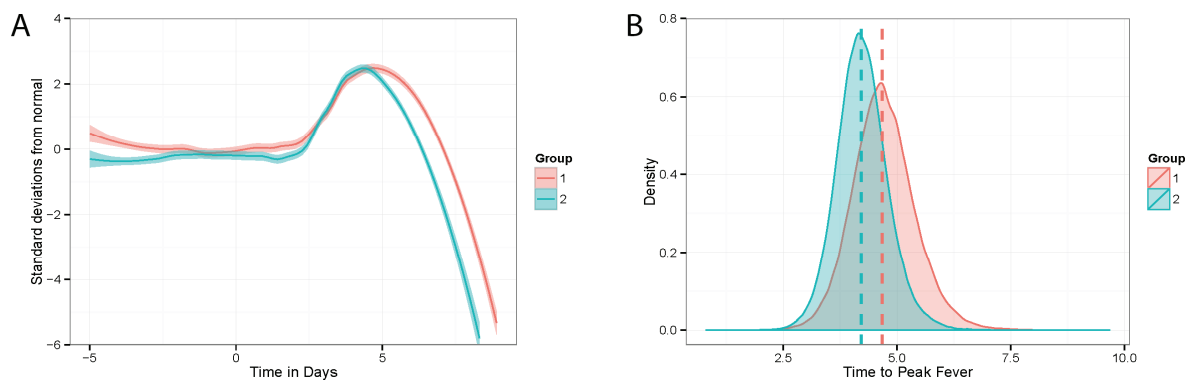 A
Standard deviations from normal
4
2
0
−2
−4
−6
−5
0
5
Time in Days
Group
1
2
B
Density
0.8
0.6
0.4
0.2
0.0
2.5
5.0
7.5
10.0
Time to Peak Fever
Group
1
2